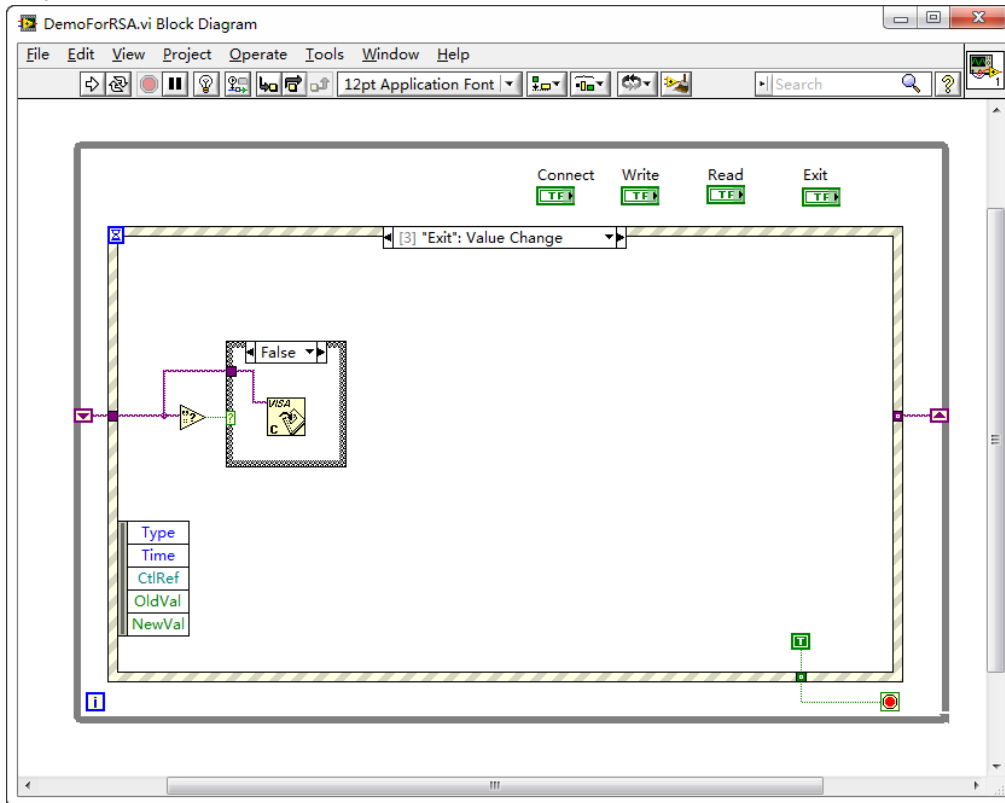 DemoForRSA.vi Block Diagram
File Edit View Project Operate Tools Window Help
12pt Application Font Search ? 1
Connect Write Read Exit
TF TF TF TF
[3] "Exit": Value Change
False
"? ?
VISA
C
Type
Time
CtlRef
OldVal
NewVal
T
i